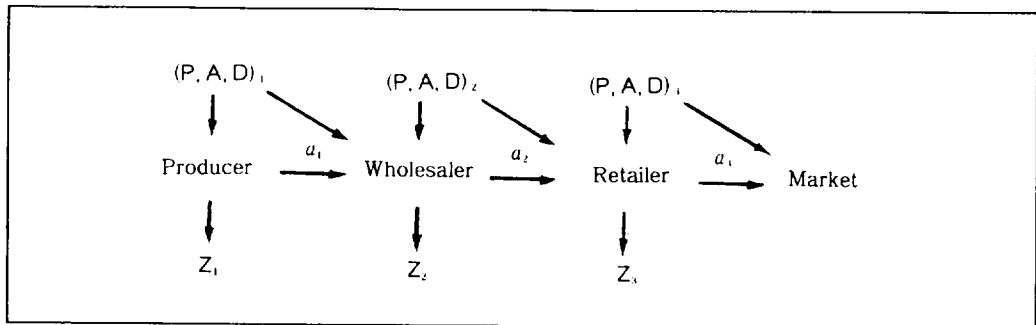 (P, A, D)₁ (P, A, D)₂ (P, A, D)₃
a₁ a₂ a₃
Producer Wholesaler Retailer Market
Z₁ Z₂ Z₃